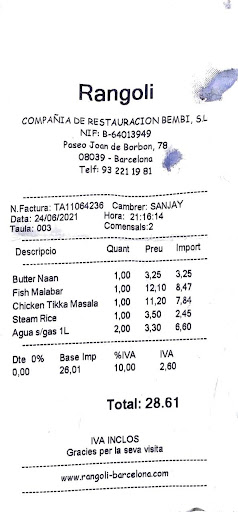 Rangoli
COMPAÑIA DE RESTAURACION BEMBI, S.L
NIF: B-64013949
Paseo Joan de Borbon, 78
08039 - Barcelona
Telf: 93 221 19 81
N.Factura: TA11064236 Cambrer: SANJAY
Data: 24/06/2021 Hora: 21:16:14
Taula: 003 Comensals:2
Descripcio Quant Preu Import
Butter Naan 1,00 3,25 3,25
Fish Malabar 1,00 12,10 8,47
Chicken Tikka Masala 1,00 11,20 7,84
Steam Rice 1,00 3,50 2,45
Agua s/gas 1L 2,00 3,30 6,60
Dte 0% Base Imp %IVA IVA
0,00 26,01 10,00 2,60
Total: 28.61
IVA INCLOS
Gracies per la seva visita
www.rangoli-barcelona.com